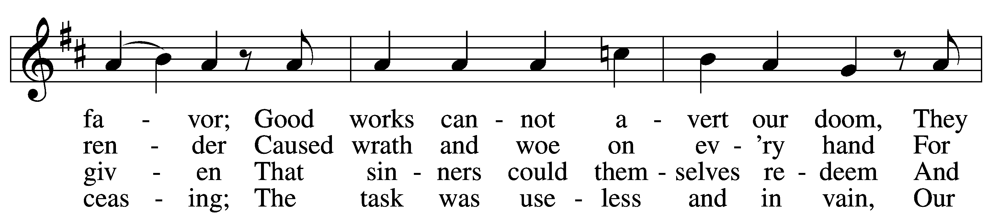 fa - vor; Good works can - not a - vert our doom, They
ren - der Caused wrath and woe on ev - ’ry hand For
giv - en That sin - ners could them - selves re - deem And
ceas - ing; The task was use - less and in vain, Our